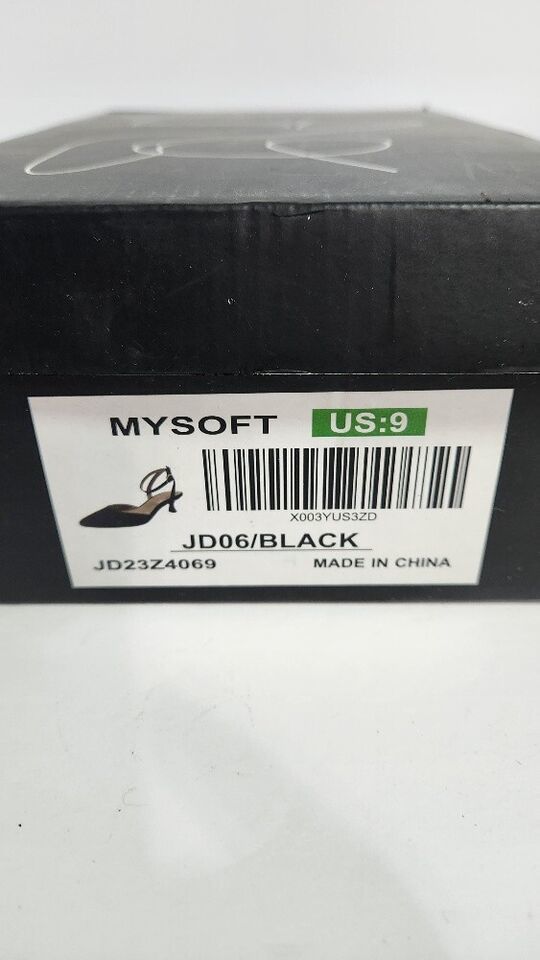 MYSOFT US:9
X003YUS3ZD
JD06/BLACK
JD23Z4069 MADE IN CHINA